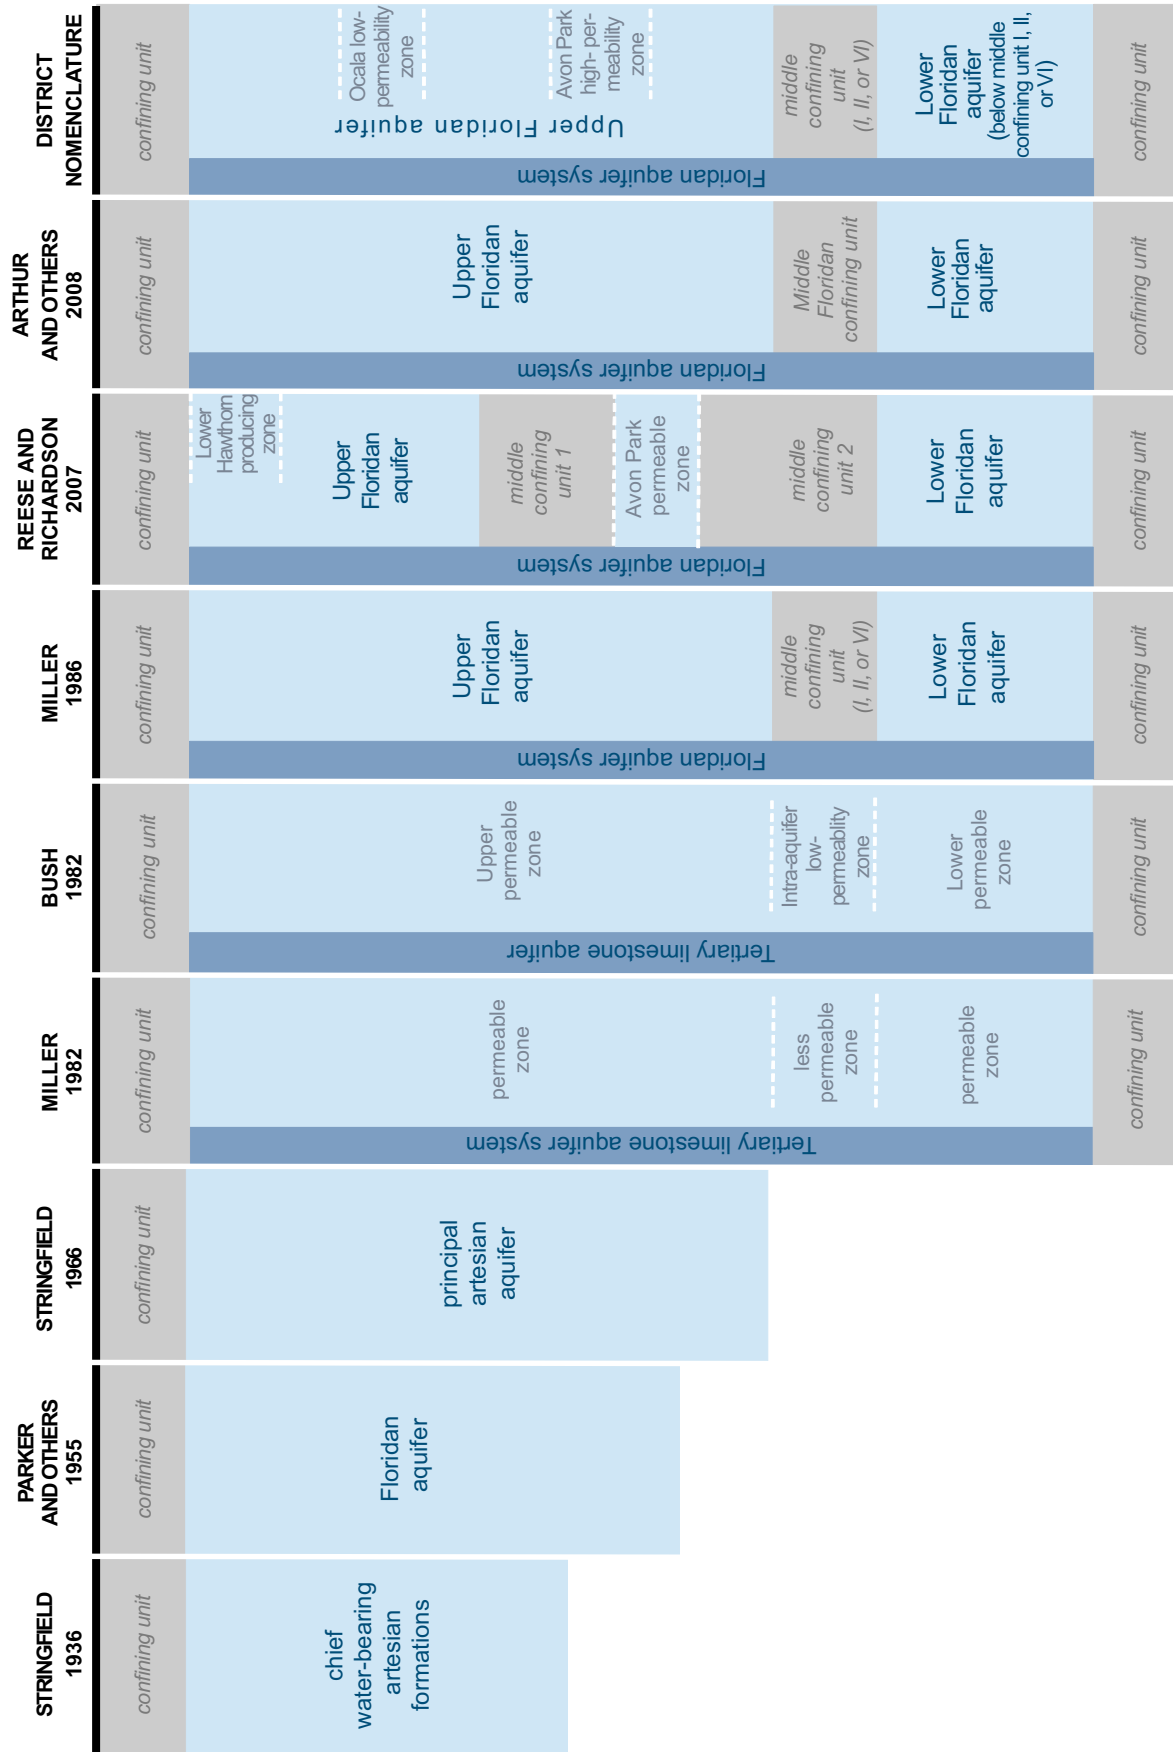 STRINGFIELD
1936
confining unit
chief
water-bearing
artesian
formations
PARKER
AND OTHERS
1955
confining unit
Floridan
aquifer
STRINGFIELD
1966
confining unit
principal
artesian
aquifer
MILLER
1982
confining unit
Tertiary limestone aquifer system
permeable
zone
less
permeable
zone
permeable
zone
confining unit
BUSH
1982
confining unit
Tertiary limestone aquifer
Upper
permeable
zone
Intra-aquifer
low-
permeablity
zone
Lower
permeable
zone
confining unit
MILLER
1986
confining unit
Floridan aquifer system
Upper
Floridan
aquifer
middle
confining
unit
(I, II, or VI)
Lower
Floridan
aquifer
confining unit
REESE AND
RICHARDSON
2007
confining unit
Floridan aquifer system
Lower
Hawthorn
producing
zone
Upper
Floridan
aquifer
middle
confining
unit 1
Avon Park
permeable
zone
middle
confining
unit 2
Lower
Floridan
aquifer
confining unit
ARTHUR
AND OTHERS
2008
confining unit
Floridan aquifer system
Upper
Floridan
aquifer
Middle
Floridan
confining unit
Lower
Floridan
aquifer
confining unit
DISTRICT
NOMENCLATURE
confining unit
Floridan aquifer system
Upper Floridan aquifer
Ocala low-
permeability
zone
Avon Park
high- per-
meability
zone
middle
confining
unit
(I, II, or VI)
Lower
Floridan
aquifer
(below middle
confining unit I, II,
or VI)
confining unit